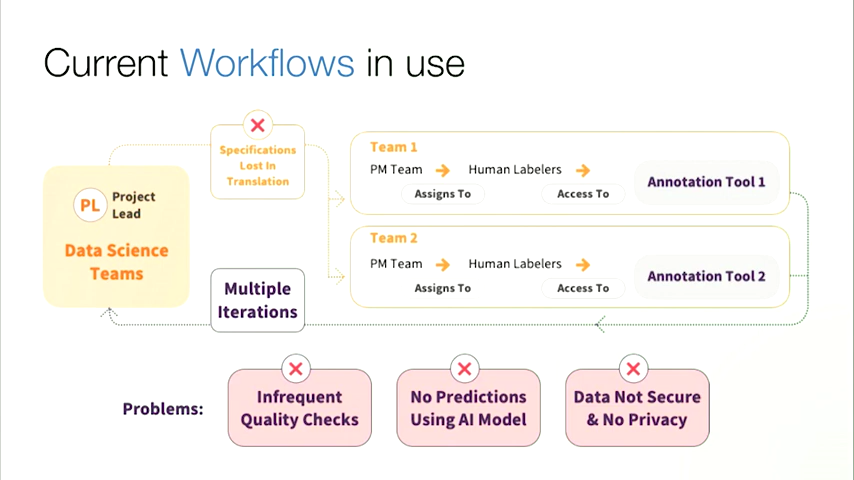 Current Workflows in use
Specifications
Lost In
Translation
PL
Project
Lead
Data Science
Teams
Multiple
Iterations
Team 1
PM Team
Human Labelers
Assigns To
Access To
Annotation Tool 1
Team 2
PM Team
Human Labelers
Assigns To
Access To
Annotation Tool 2
Problems:
Infrequent
Quality Checks
No Predictions
Using AI Model
Data Not Secure
& No Privacy